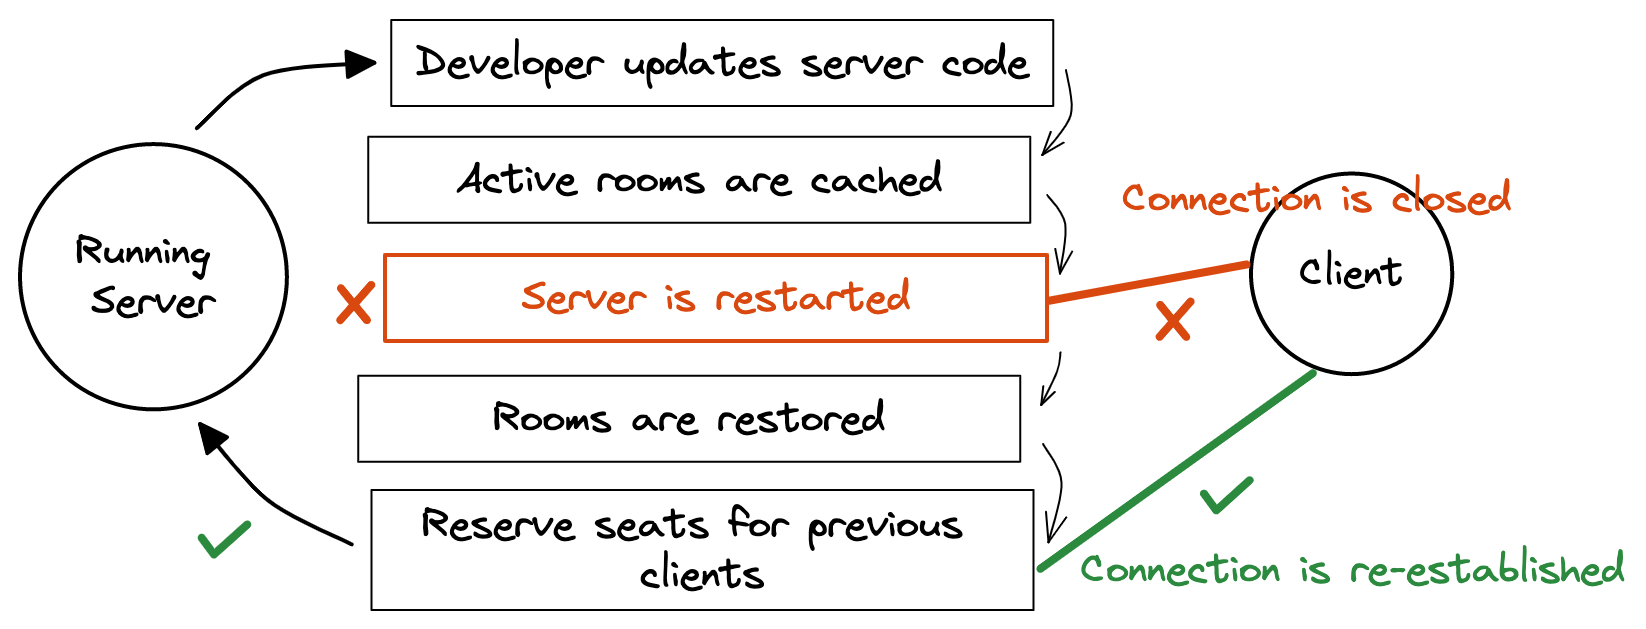 Developer updates server code
Active rooms are cached
Connection is closed
Running
Server
Client
Server is restarted
Rooms are restored
Reserve seats for previous
clients
Connection is re-established